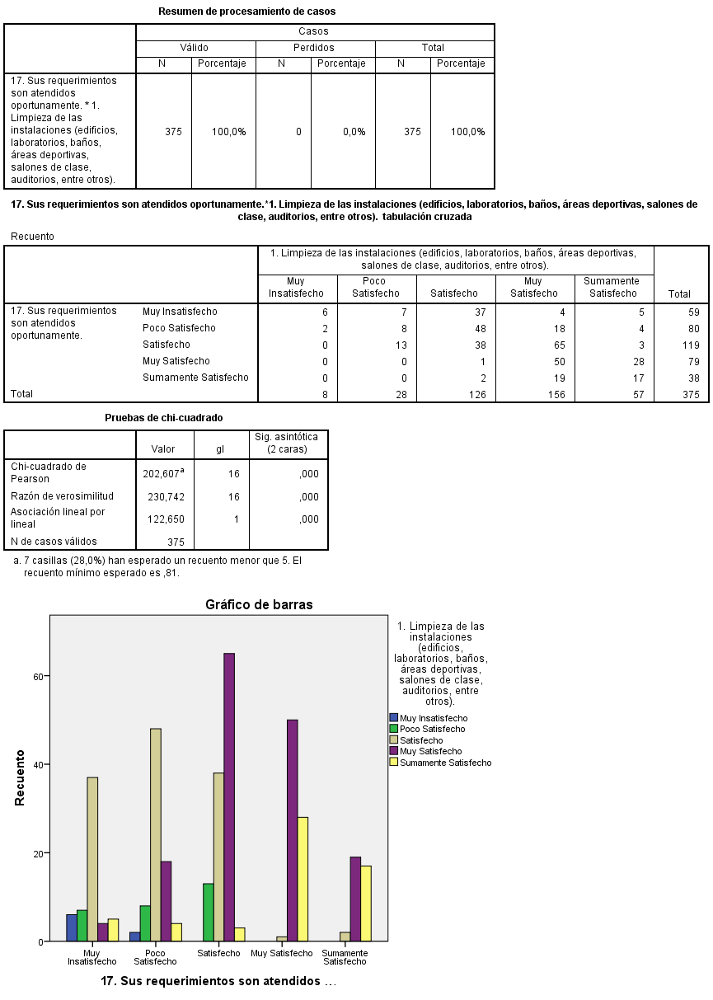 Resumen de procesamiento de casos
Casos
Válido Perdidos Total
N Porcentaje N Porcentaje N Porcentaje
17. Sus requerimientos
son atendidos
oportunamente. * 1.
Limpieza de las
instalaciones (edificios,
laboratorios, baños,
áreas deportivas,
salones de clase,
auditorios, entre otros).
375 100,0% 0 0,0% 375 100,0%
17. Sus requerimientos son atendidos oportunamente.*1. Limpieza de las instalaciones (edificios, laboratorios, baños, áreas deportivas, salones de
clase, auditorios, entre otros). tabulación cruzada
Recuento
1. Limpieza de las instalaciones (edificios, laboratorios, baños, áreas deportivas,
salones de clase, auditorios, entre otros).
Muy Insatisfecho Poco Satisfecho Satisfecho Muy Satisfecho Sumamente Satisfecho Total
17. Sus requerimientos
son atendidos
oportunamente.
Muy Insatisfecho 6 7 37 4 5 59
Poco Satisfecho 2 8 48 18 4 80
Satisfecho 0 13 38 65 3 119
Muy Satisfecho 0 0 1 50 28 79
Sumamente Satisfecho 0 0 2 19 17 38
Total 8 28 126 156 57 375
Pruebas de chi-cuadrado
Valor gl Sig. asintótica (2 caras)
Chi-cuadrado de Pearson 202,607a 16 ,000
Razón de verosimilitud 230,742 16 ,000
Asociación lineal por lineal 122,650 1 ,000
N de casos válidos 375
a. 7 casillas (28,0%) han esperado un recuento menor que 5. El
recuento mínimo esperado es ,81.
Gráfico de barras
1. Limpieza de las
instalaciones
(edificios,
laboratorios, baños,
áreas deportivas,
salones de clase,
auditorios, entre
otros).
Muy Insatisfecho
Poco Satisfecho
Satisfecho
Muy Satisfecho
Sumamente Satisfecho
Recuento
60
40
20
0
Muy Insatisfecho
Poco Satisfecho
Satisfecho
Muy Satisfecho
Sumamente Satisfecho
17. Sus requerimientos son atendidos ...